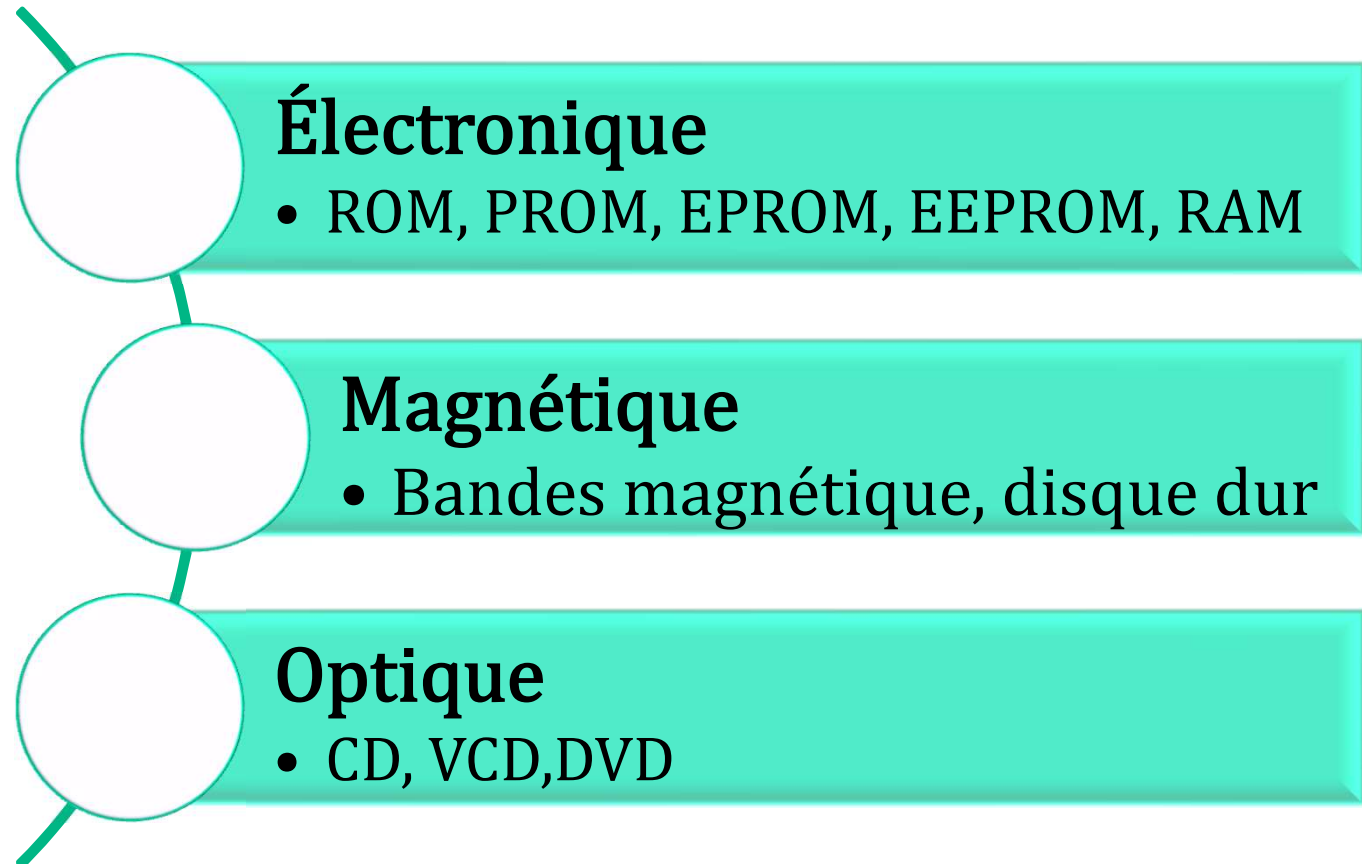 Électronique
• ROM, PROM, EPROM, EEPROM, RAM
Magnétique
• Bandes magnétique, disque dur
Optique
• CD, VCD,DVD